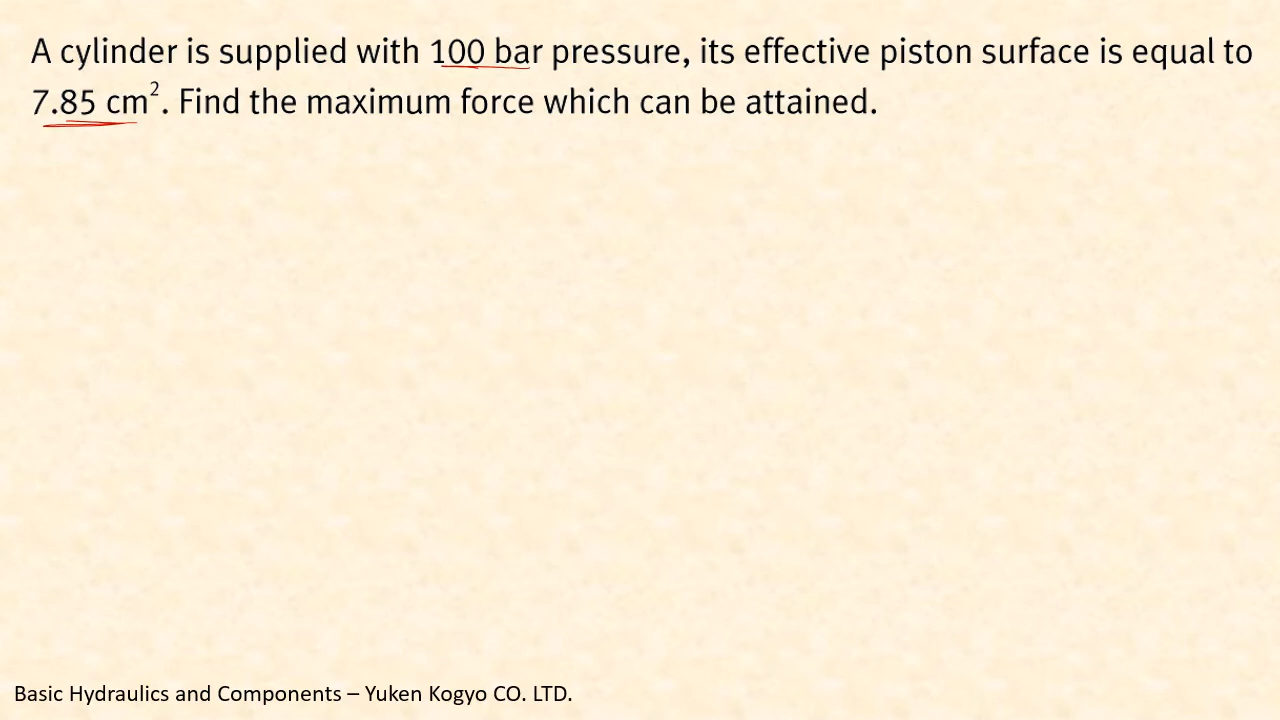 A cylinder is supplied with 100 bar pressure, its effective piston surface is equal to
7.85 cm². Find the maximum force which can be attained.
Basic Hydraulics and Components – Yuken Kogyo CO. LTD.